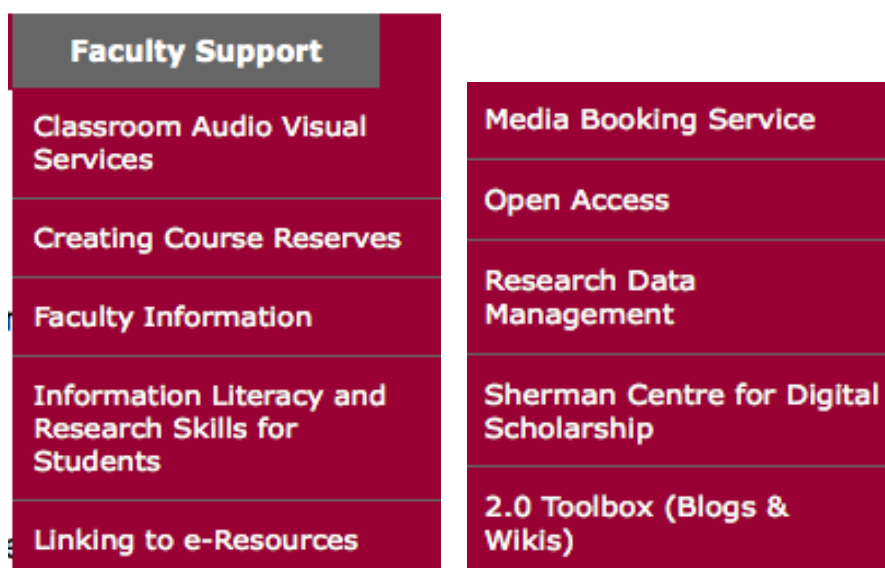 Faculty Support
Classroom Audio Visual
Services
Creating Course Reserves
Faculty Information
Information Literacy and
Research Skills for
Students
Linking to e-Resources
Media Booking Service
Open Access
Research Data
Management
Sherman Centre for Digital
Scholarship
2.0 Toolbox (Blogs &
Wikis)